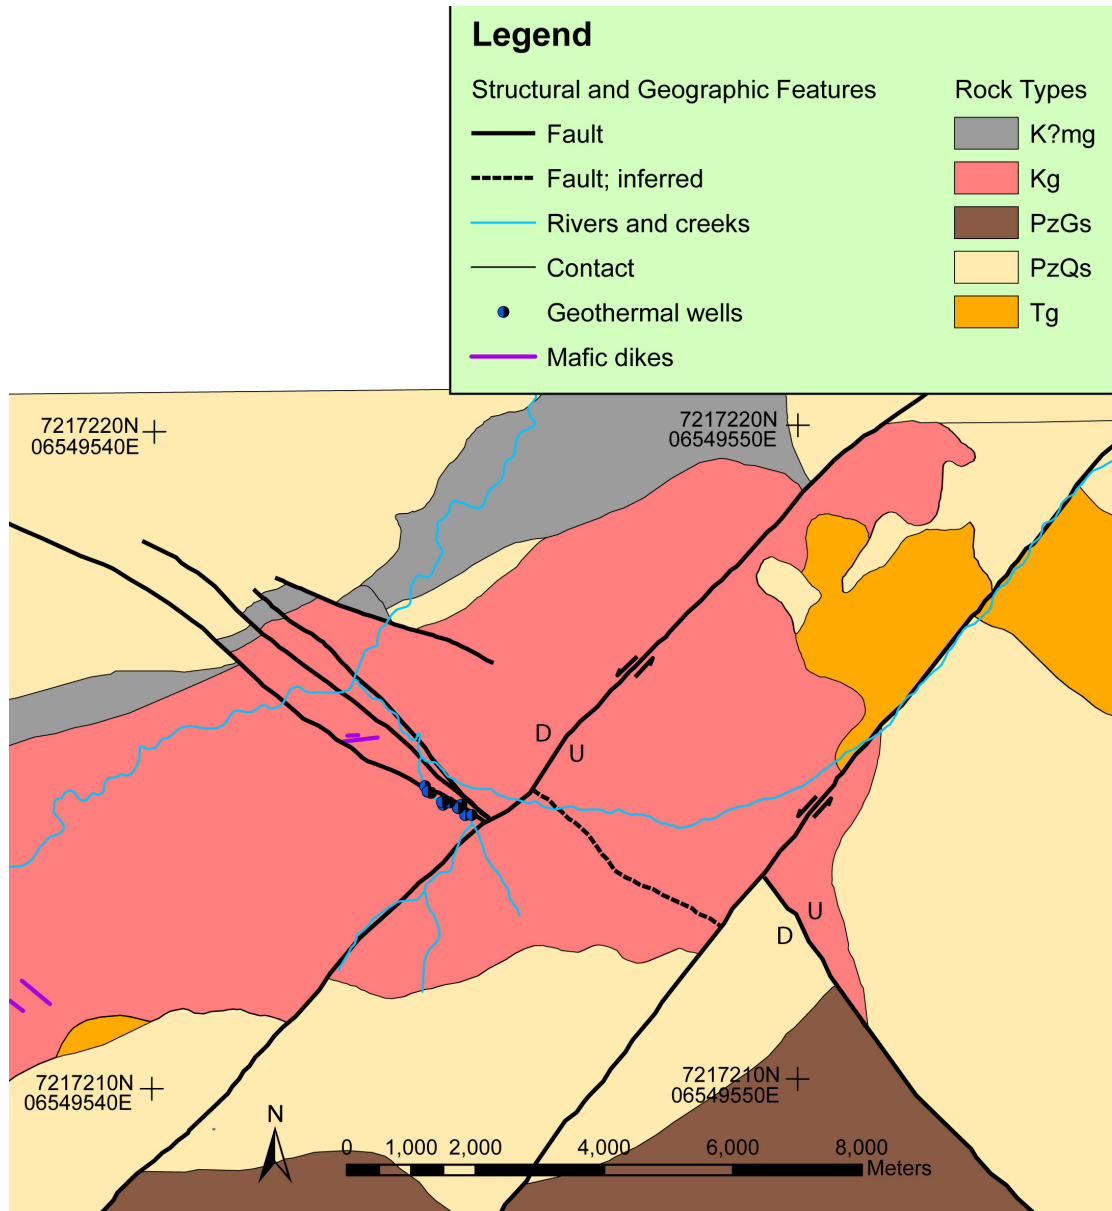 Legend
Structural and Geographic Features
Fault
Fault; inferred
Rivers and creeks
Contact
Geothermal wells
Mafic dikes
Rock Types
K?mg
Kg
PzGs
PzQs
Tg
7217220N
06549540E
7217220N
06549550E
D
U
U
D
7217210N
06549540E
7217210N
06549550E
N
0 1,000 2,000 4,000 6,000 8,000
Meters